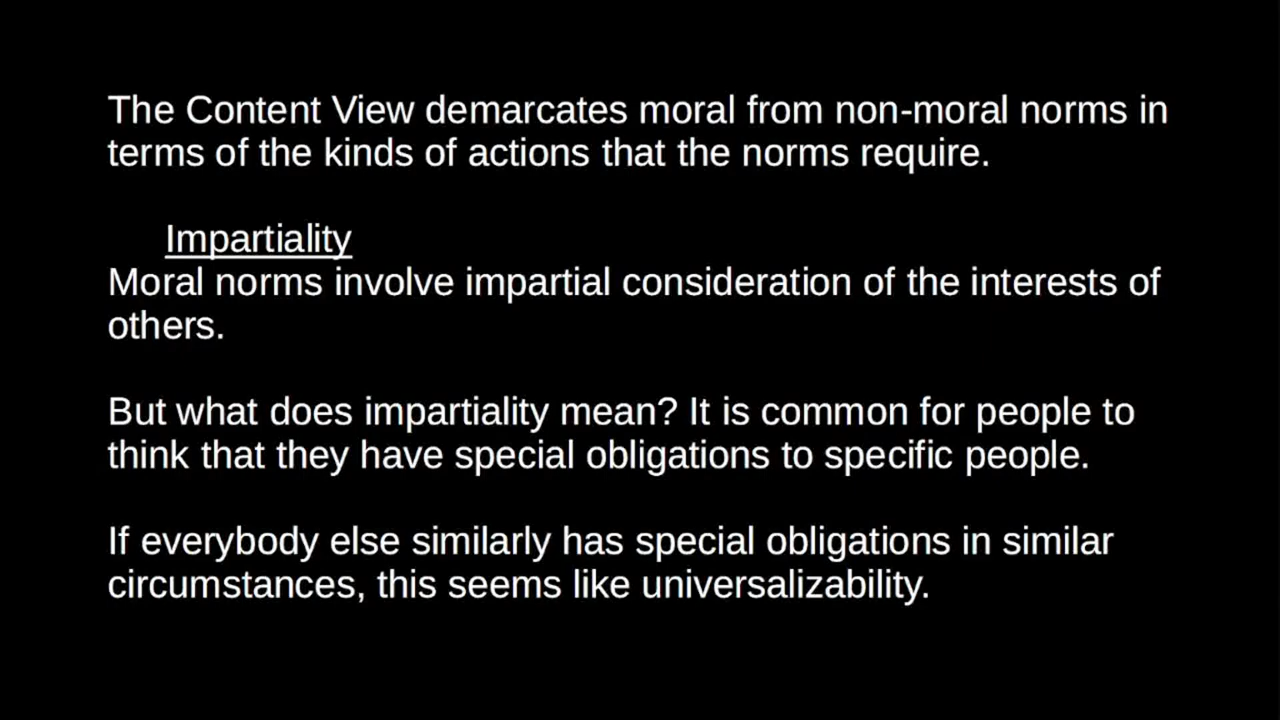 The Content View demarcates moral from non-moral norms in
terms of the kinds of actions that the norms require.
Impartiality
Moral norms involve impartial consideration of the interests of
others.
But what does impartiality mean? It is common for people to
think that they have special obligations to specific people.
If everybody else similarly has special obligations in similar
circumstances, this seems like universalizability.